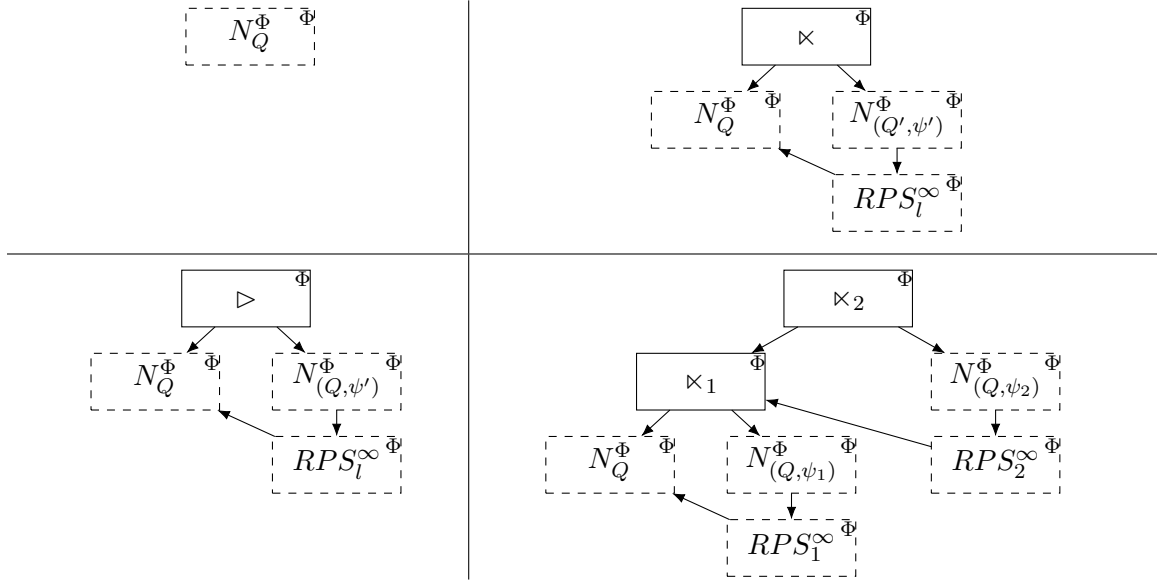 N_Q^Φ Φ
⋉ Φ
N_Q^Φ Φ N_{(Q',ψ')}^Φ Φ
RPS_l^∞ Φ
▷ Φ
N_Q^Φ Φ N_{(Q,ψ')}^Φ Φ
RPS_l^∞ Φ
⋉_2 Φ
⋉_1 Φ N_{(Q,ψ_2)}^Φ Φ
N_Q^Φ Φ N_{(Q,ψ_1)}^Φ Φ RPS_2^∞ Φ
RPS_1^∞ Φ